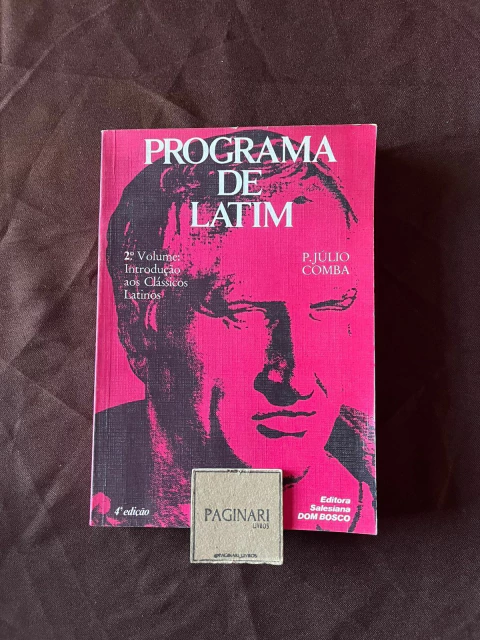 PROGRAMA
DE
LATIM
2º Volume:
Introdução
aos Clássicos
Latinos
P. JÚLIO
COMBA
4ª edição
Editora
Salesiana
DOM BOSCO
PAGINARI
LIVROS
@PAGINARI_LIVROS